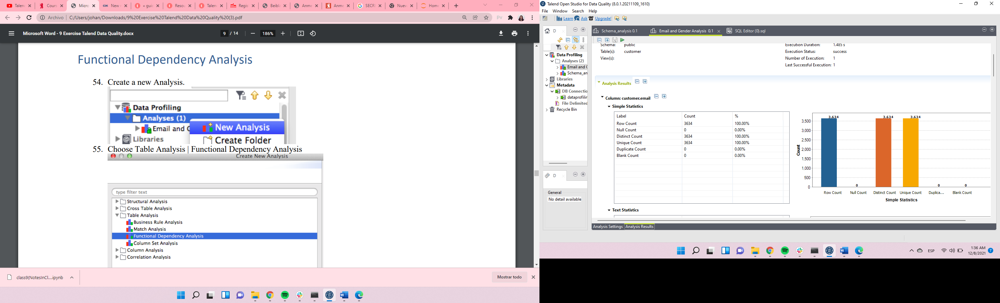 Talen
Cours
Micro
New
« guid
Resou
Talend
Regis
Beibla
Anme
Anme
SECRE
Nueva
Home
Archivo | C:/Users/johan/Downloads/9%20Exercise%20Talend%20Data%20Quality%20(3).pdf
Microsoft Word - 9 Exercise Talend Data Quality.docx
9 / 14
186%
Functional Dependency Analysis
54. Create a new Analysis.
Data Profiling
Analyses (1)
Email and G
New Analysis
Libraries
Create Folder
55. Choose Table Analysis | Functional Dependency Analysis
Create New Analysis
type filter text
Structural Analysis
Cross Table Analysis
Table Analysis
Business Rule Analysis
Match Analysis
Functional Dependency Analysis
Column Set Analysis
Column Analysis
Correlation Analysis
class9(NotesInCl....ipynb
Mostrar todo
Talend Open Studio for Data Quality (8.0.1.20211109_1610)
File Window Search Help
Learn Ask Upgrade!
D
Data Profiling
Analyses (2)
Email and G
Schema_an
Libraries
Metadata
DB Connectio
dataprofilin
File Delimited
Recycle Bin
D
General
No detail available
Schema_analysis 0.1
Email and Gender Analysis 0.1
SQL Editor (0).sql
Schema: public
Table(s): customer
View(s):
Execution Duration: 1.485 s
Execution Status: success
Number of Execution: 1
Last Successful Execution: 1
Analysis Results
Column: customer.email
Simple Statistics
Label Count %
Row Count 3634 100.00%
Null Count 0 0.00%
Distinct Count 3634 100.00%
Unique Count 3634 100.00%
Duplicate Count 0 0.00%
Blank Count 0 0.00%
3,634 3,634 3,634
3,500
3,000
2,500
2,000
1,500
1,000
500
0
Count
0 0 0
Row Count Null Count Distinct Count Unique Count Duplica... Blank Count
Simple Statistics
Text Statistics
Analysis Settings Analysis Results
ESP
1:36 AM
12/8/2021
7